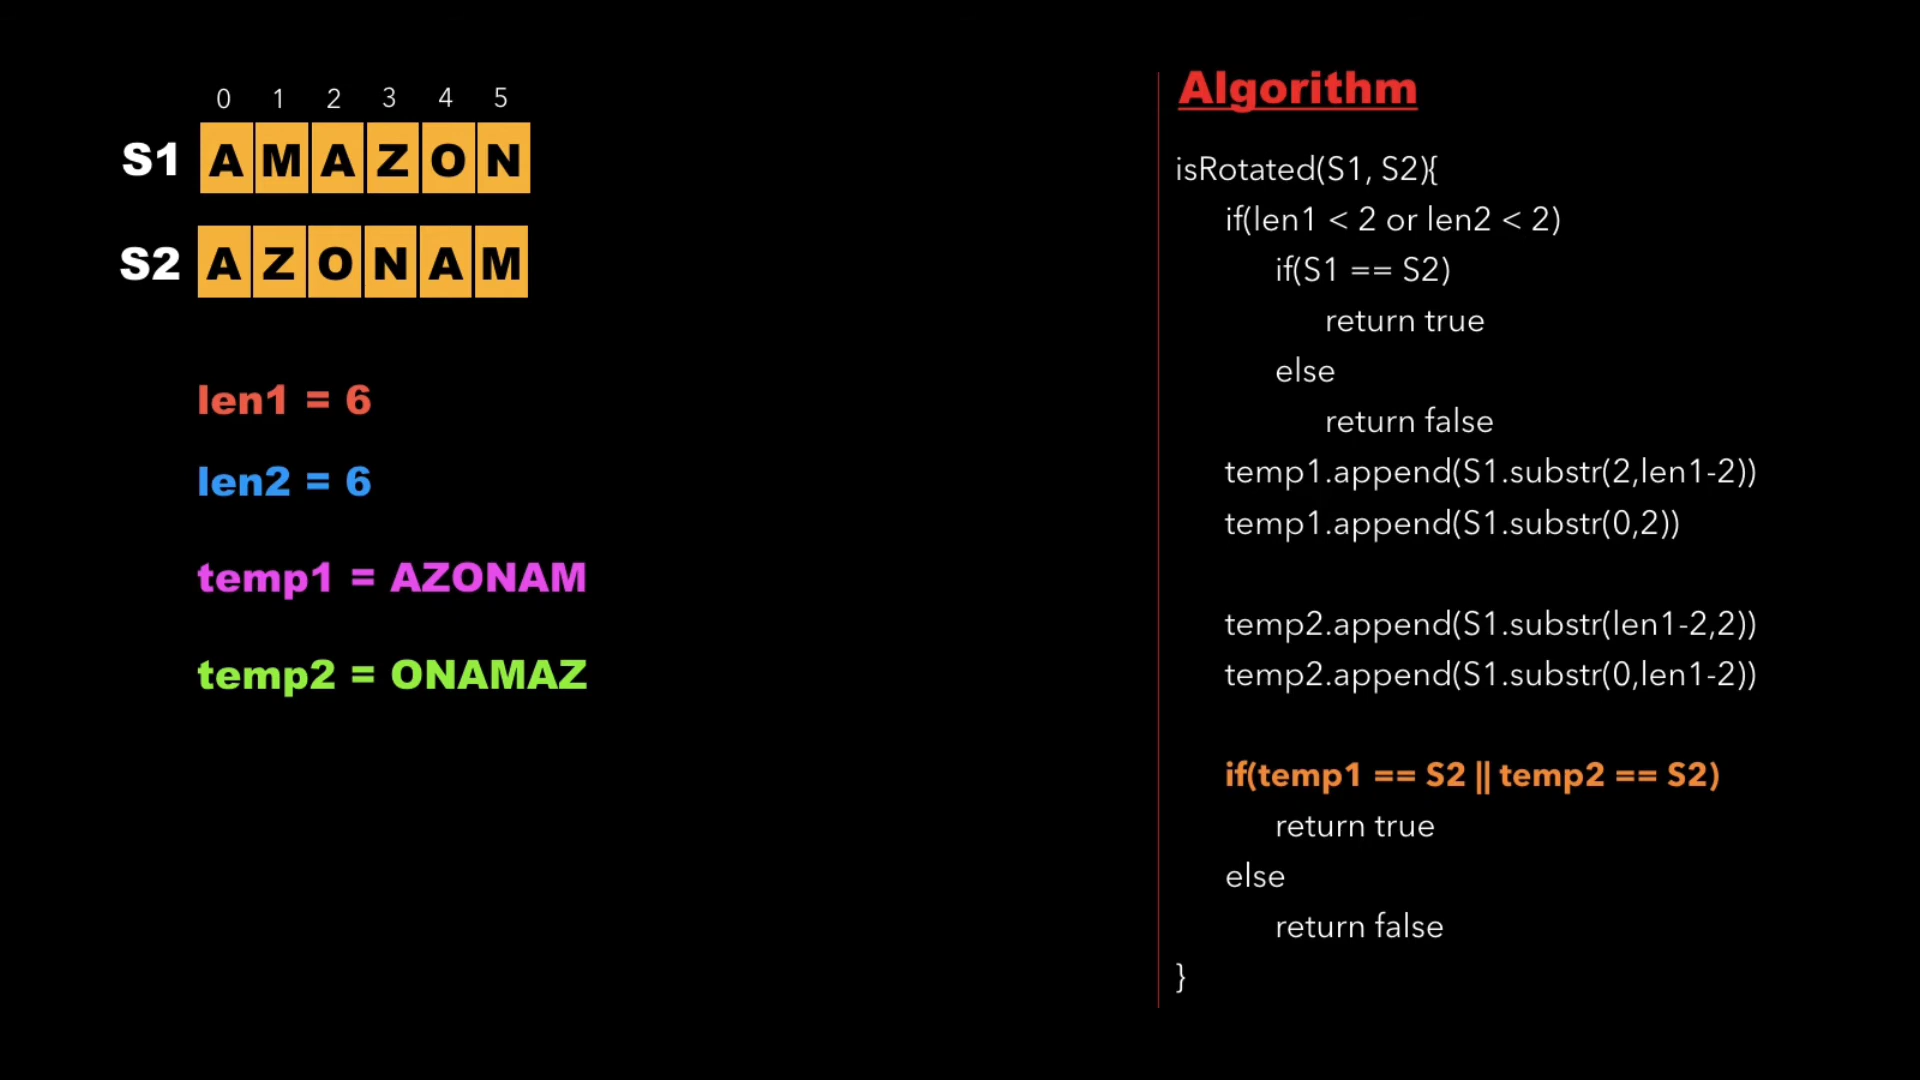 0 1 2 3 4 5
S1 A M A Z O N
S2 A Z O N A M
len1 = 6
len2 = 6
temp1 = AZONAM
temp2 = ONAMAZ
Algorithm
isRotated(S1, S2){
if(len1 < 2 or len2 < 2)
if(S1 == S2)
return true
else
return false
temp1.append(S1.substr(2,len1-2))
temp1.append(S1.substr(0,2))
temp2.append(S1.substr(len1-2,2))
temp2.append(S1.substr(0,len1-2))
if(temp1 == S2 || temp2 == S2)
return true
else
return false
}